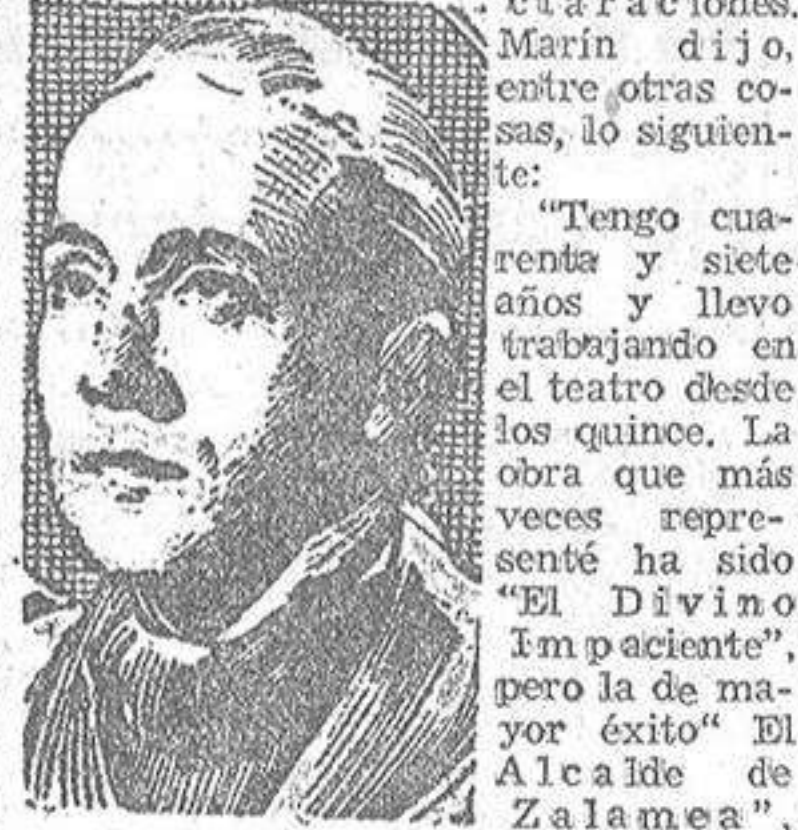 claraciones.
Marín dijo,
entre otras co-
sas, lo siguien-
te:
“Tengo cua-
renta y siete
años y llevo
trabajando en
el teatro desde
los quince. La
obra que más
veces repre-
senté ha sido
“El Divino
Impaciente”,
pero la de ma-
yor éxito“ El
Alcalde de
Zalamea”,